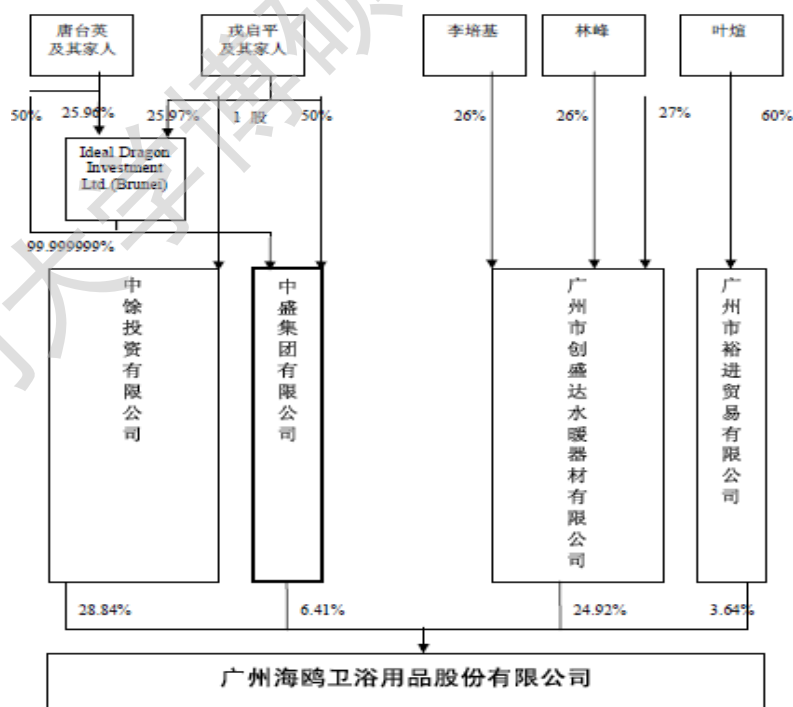 唐台英
及其家人
戎启平
及其家人
李培基
林峰
叶煊
50%
25.96%
25.97%
1 股
50%
26%
26%
27%
60%
Ideal Dragon
Investment
Ltd.(Brunei)
99.999999%
中馀投资有限公司
中盛集团有限公司
广州市创盛达水暖器材有限公司
广州市裕进贸易有限公司
28.84%
6.41%
24.92%
3.64%
广州海鸥卫浴用品股份有限公司
大学博硕